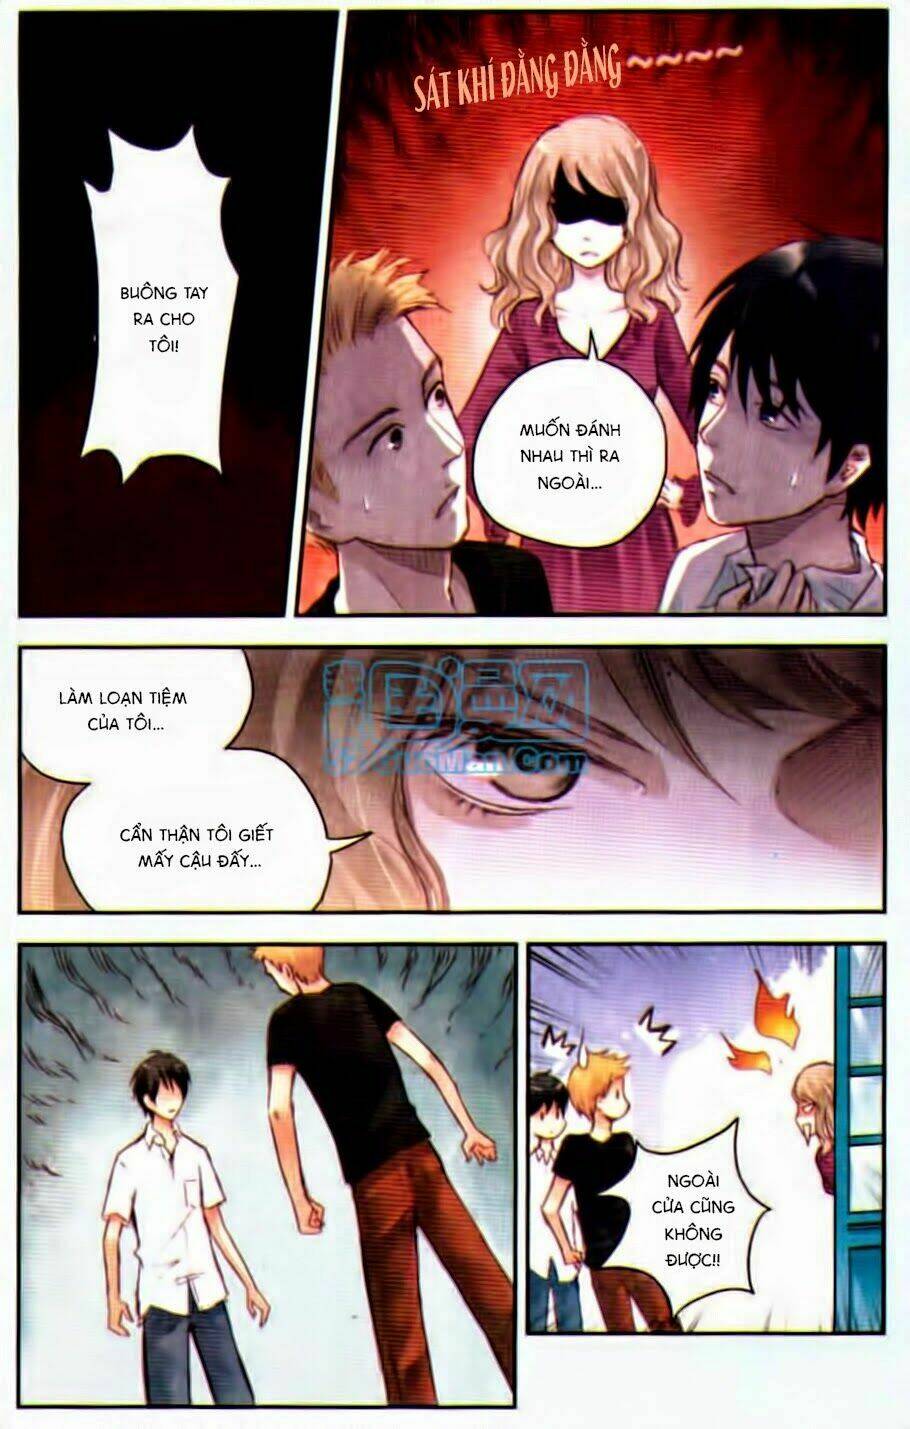 BUÔNG TAY
RA CHO
TÔI!
SÁT KHÍ ĐẰNG ĐẰNG~~~~
MUỐN ĐÁNH
NHAU THÌ RA
NGOÀI...
LÀM LOẠN TIỆM
CỦA TÔI...
CẨN THẬN TÔI GIẾT
MẤY CẬU ĐẤY...
NGOÀI
CỬA CŨNG
KHÔNG
ĐƯỢC!!